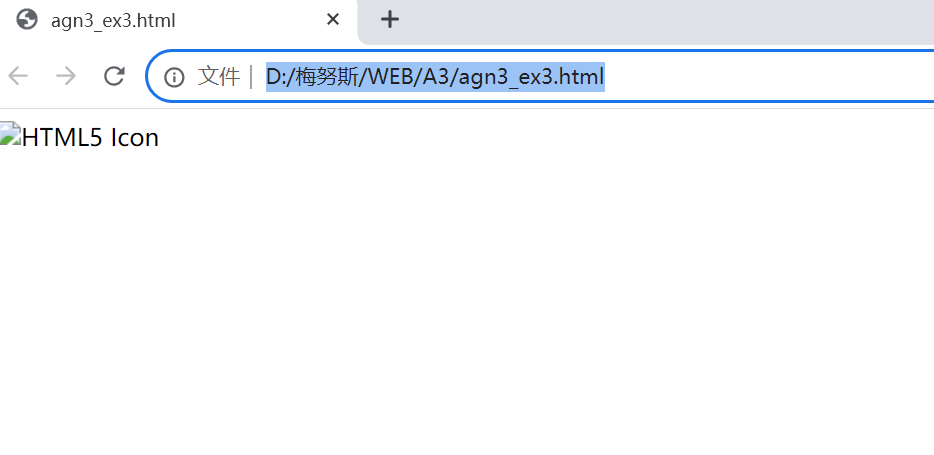 agn3_ex3.html
文件 D:/梅努斯/WEB/A3/agn3_ex3.html
HTML5 Icon